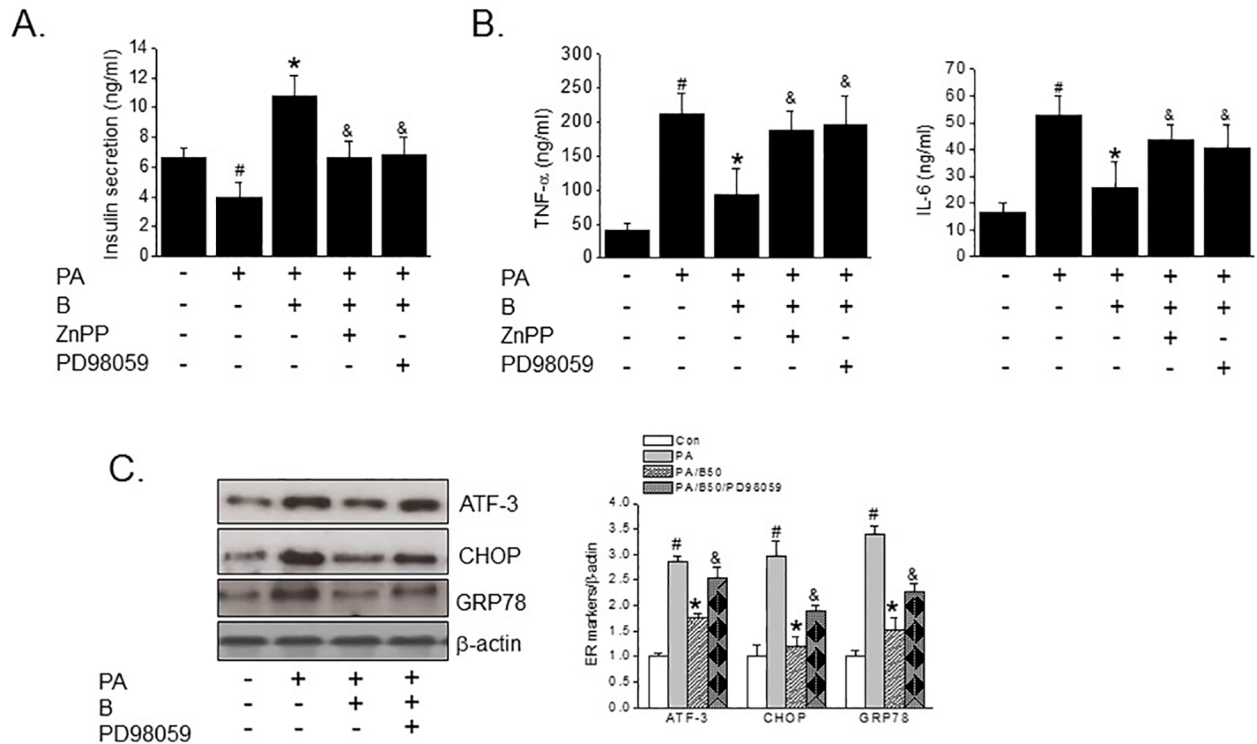 A.
Insulin secretion (ng/ml)
14
12
10
8
6
4
2
0
#
*
&
&
PA - + + + +
B - - + + +
ZnPP - - - + -
PD98059 - - - - +
B.
TNF-α (ng/ml)
300
250
200
150
100
50
0
#
*
&
&
PA - + + + +
B - - + + +
ZnPP - - - + -
PD98059 - - - - +
IL-6 (ng/ml)
70
60
50
40
30
20
10
0
#
*
&
&
- + + + +
- - + + +
- - - + -
- - - - +
C.
ATF-3
CHOP
GRP78
β-actin
PA - + + +
B - - + +
PD98059 - - - +
Con
PA
PA/B50
PA/B50/PD98059
ER markers/β-actin
4.0
3.5
3.0
2.5
2.0
1.5
1.0
0.5
0.0
# * &
# * &
# * &
ATF-3 CHOP GRP78